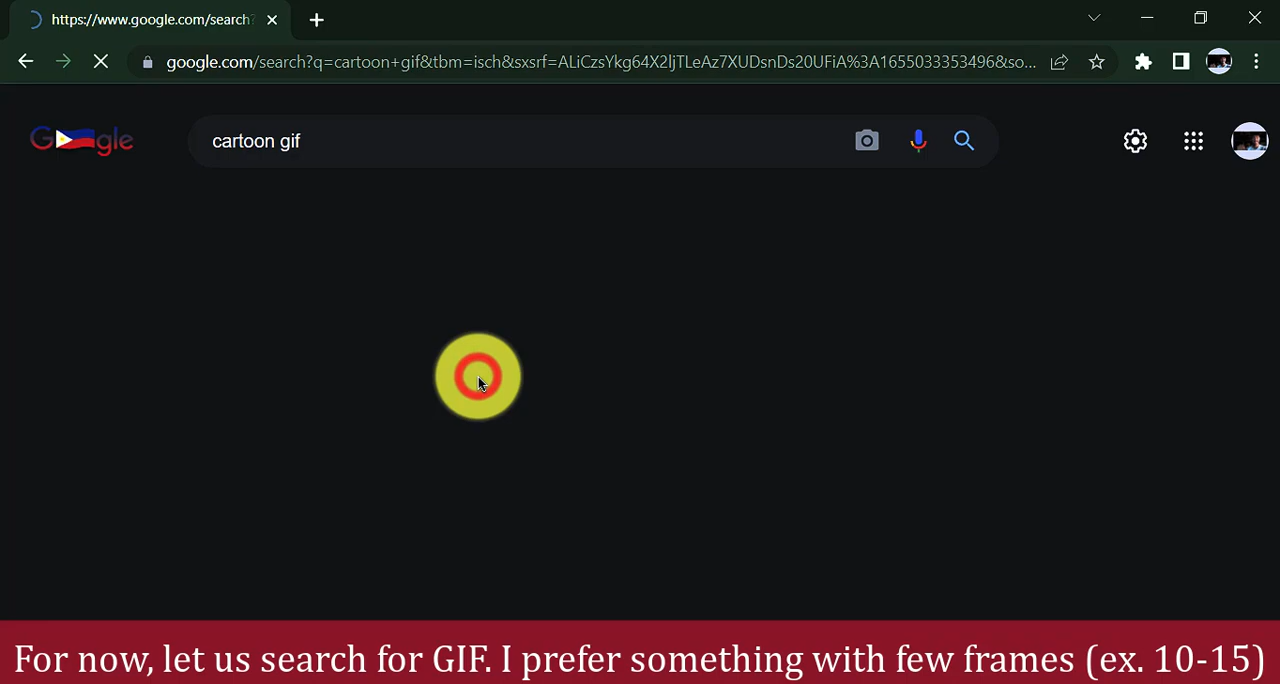 https://www.google.com/search?
google.com/search?q=cartoon+gif&tbm=isch&sxsrf=ALiCzsYkg64X2ljTLeAz7XUDsnDs20UFiA%3A1655033353496&so...
Google
cartoon gif
For now, let us search for GIF. I prefer something with few frames (ex. 10-15)